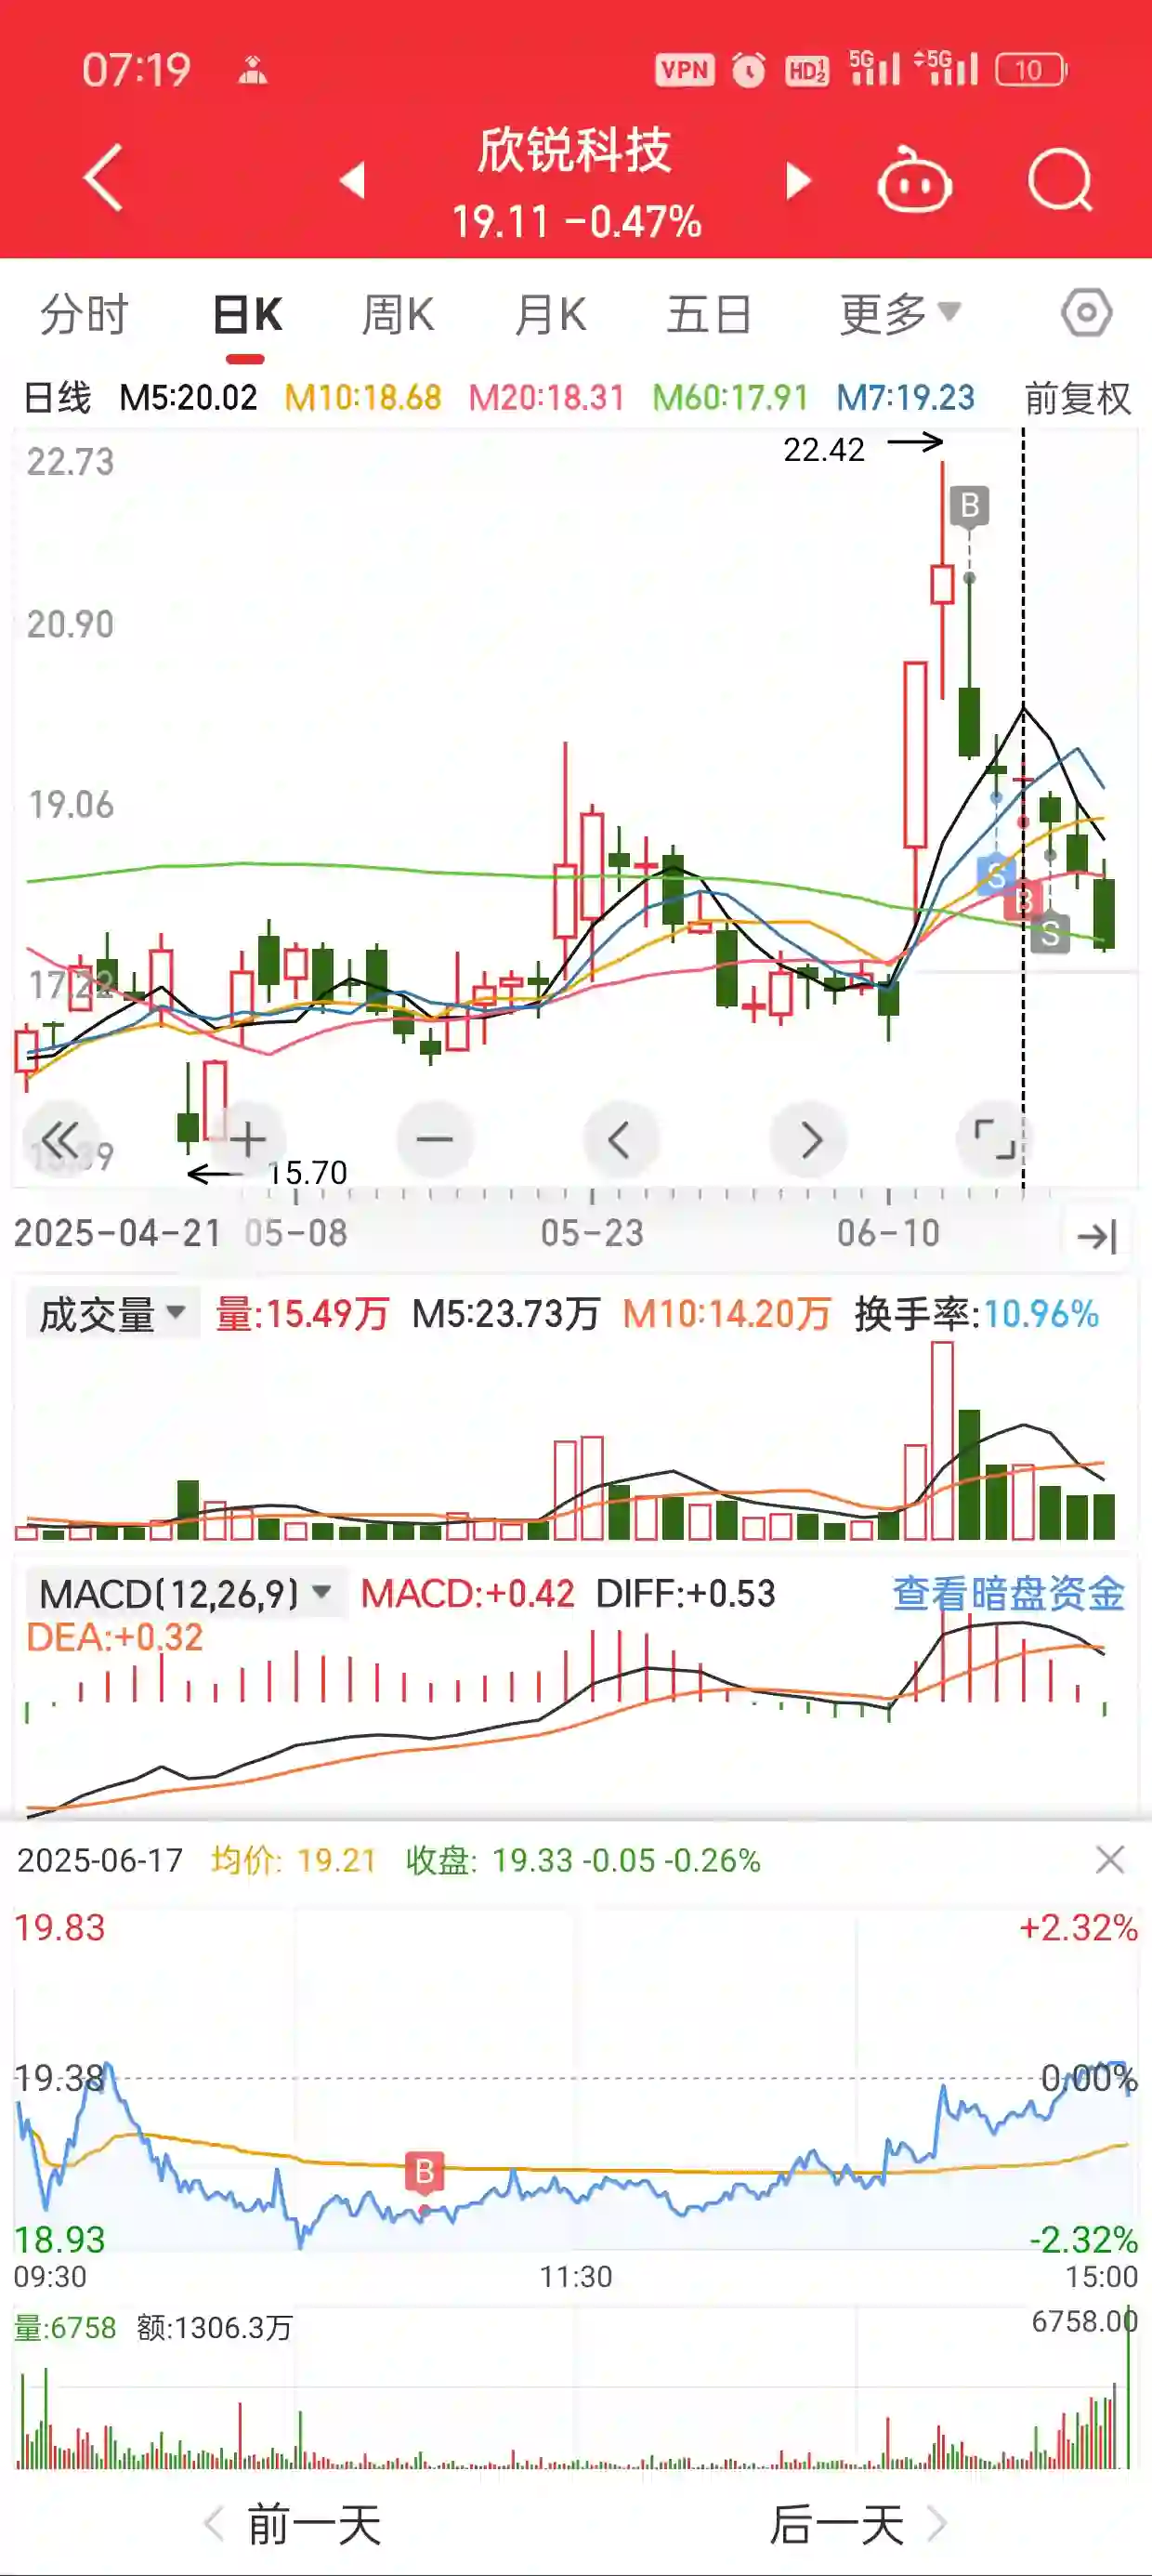 07:19 VPN HD 1 2 5G 5G 10
欣锐科技
19.11 -0.47%
分时 日K 周K 月K 五日 更多
日线 M5:20.02 M10:18.68 M20:18.31 M60:17.91 M7:19.23 前复权
22.73
22.42
B
20.90
19.06
S
B
S
17.22
15.70
2025-04-21 05-08 05-23 06-10
成交量 量:15.49万 M5:23.73万 M10:14.20万 换手率:10.96%
MACD(12,26,9) MACD:+0.42 DIFF:+0.53 查看暗盘资金
DEA:+0.32
2025-06-17 均价: 19.21 收盘: 19.33 -0.05 -0.26%
19.83 +2.32%
19.38 0.00%
B
18.93 -2.32%
09:30 11:30 15:00
量:6758 额:1306.3万 6758.00
前一天 后一天